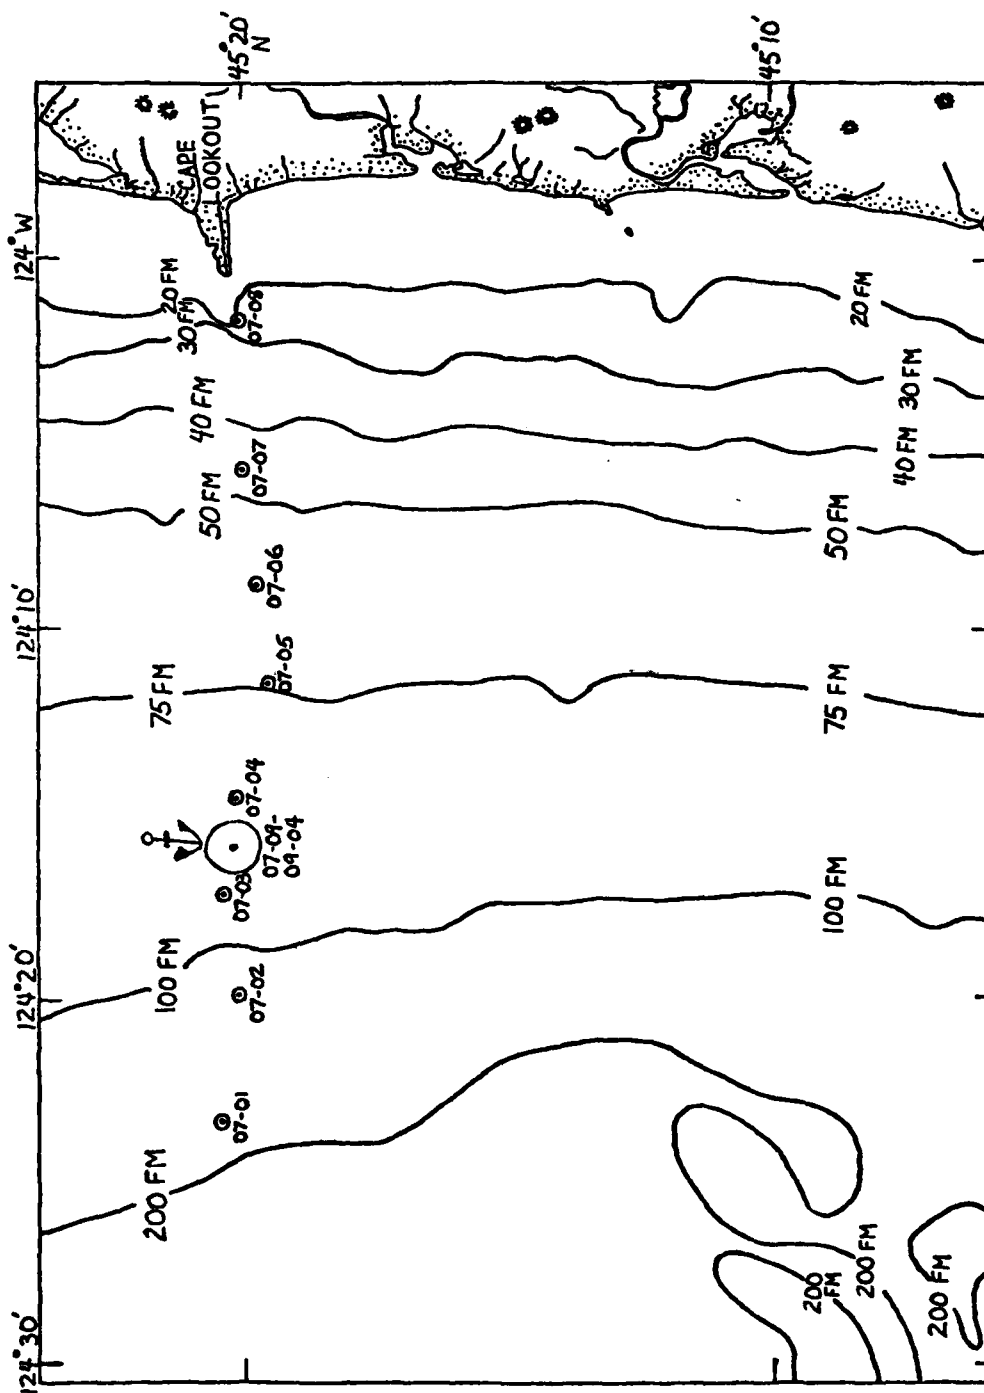 124°30'
124°20'
124°10'
124°W
45°20'
N
45°10'
CAPE
LOOKOUT
200 FM
100 FM
75 FM
50 FM
40 FM
30 FM
20 FM
07-01
07-02
07-03
07-09-
09-04
07-04
07-05
07-06
07-07
07-08
200
FM
200 FM
200 FM
100 FM
75 FM
50 FM
40 FM
30 FM
20 FM